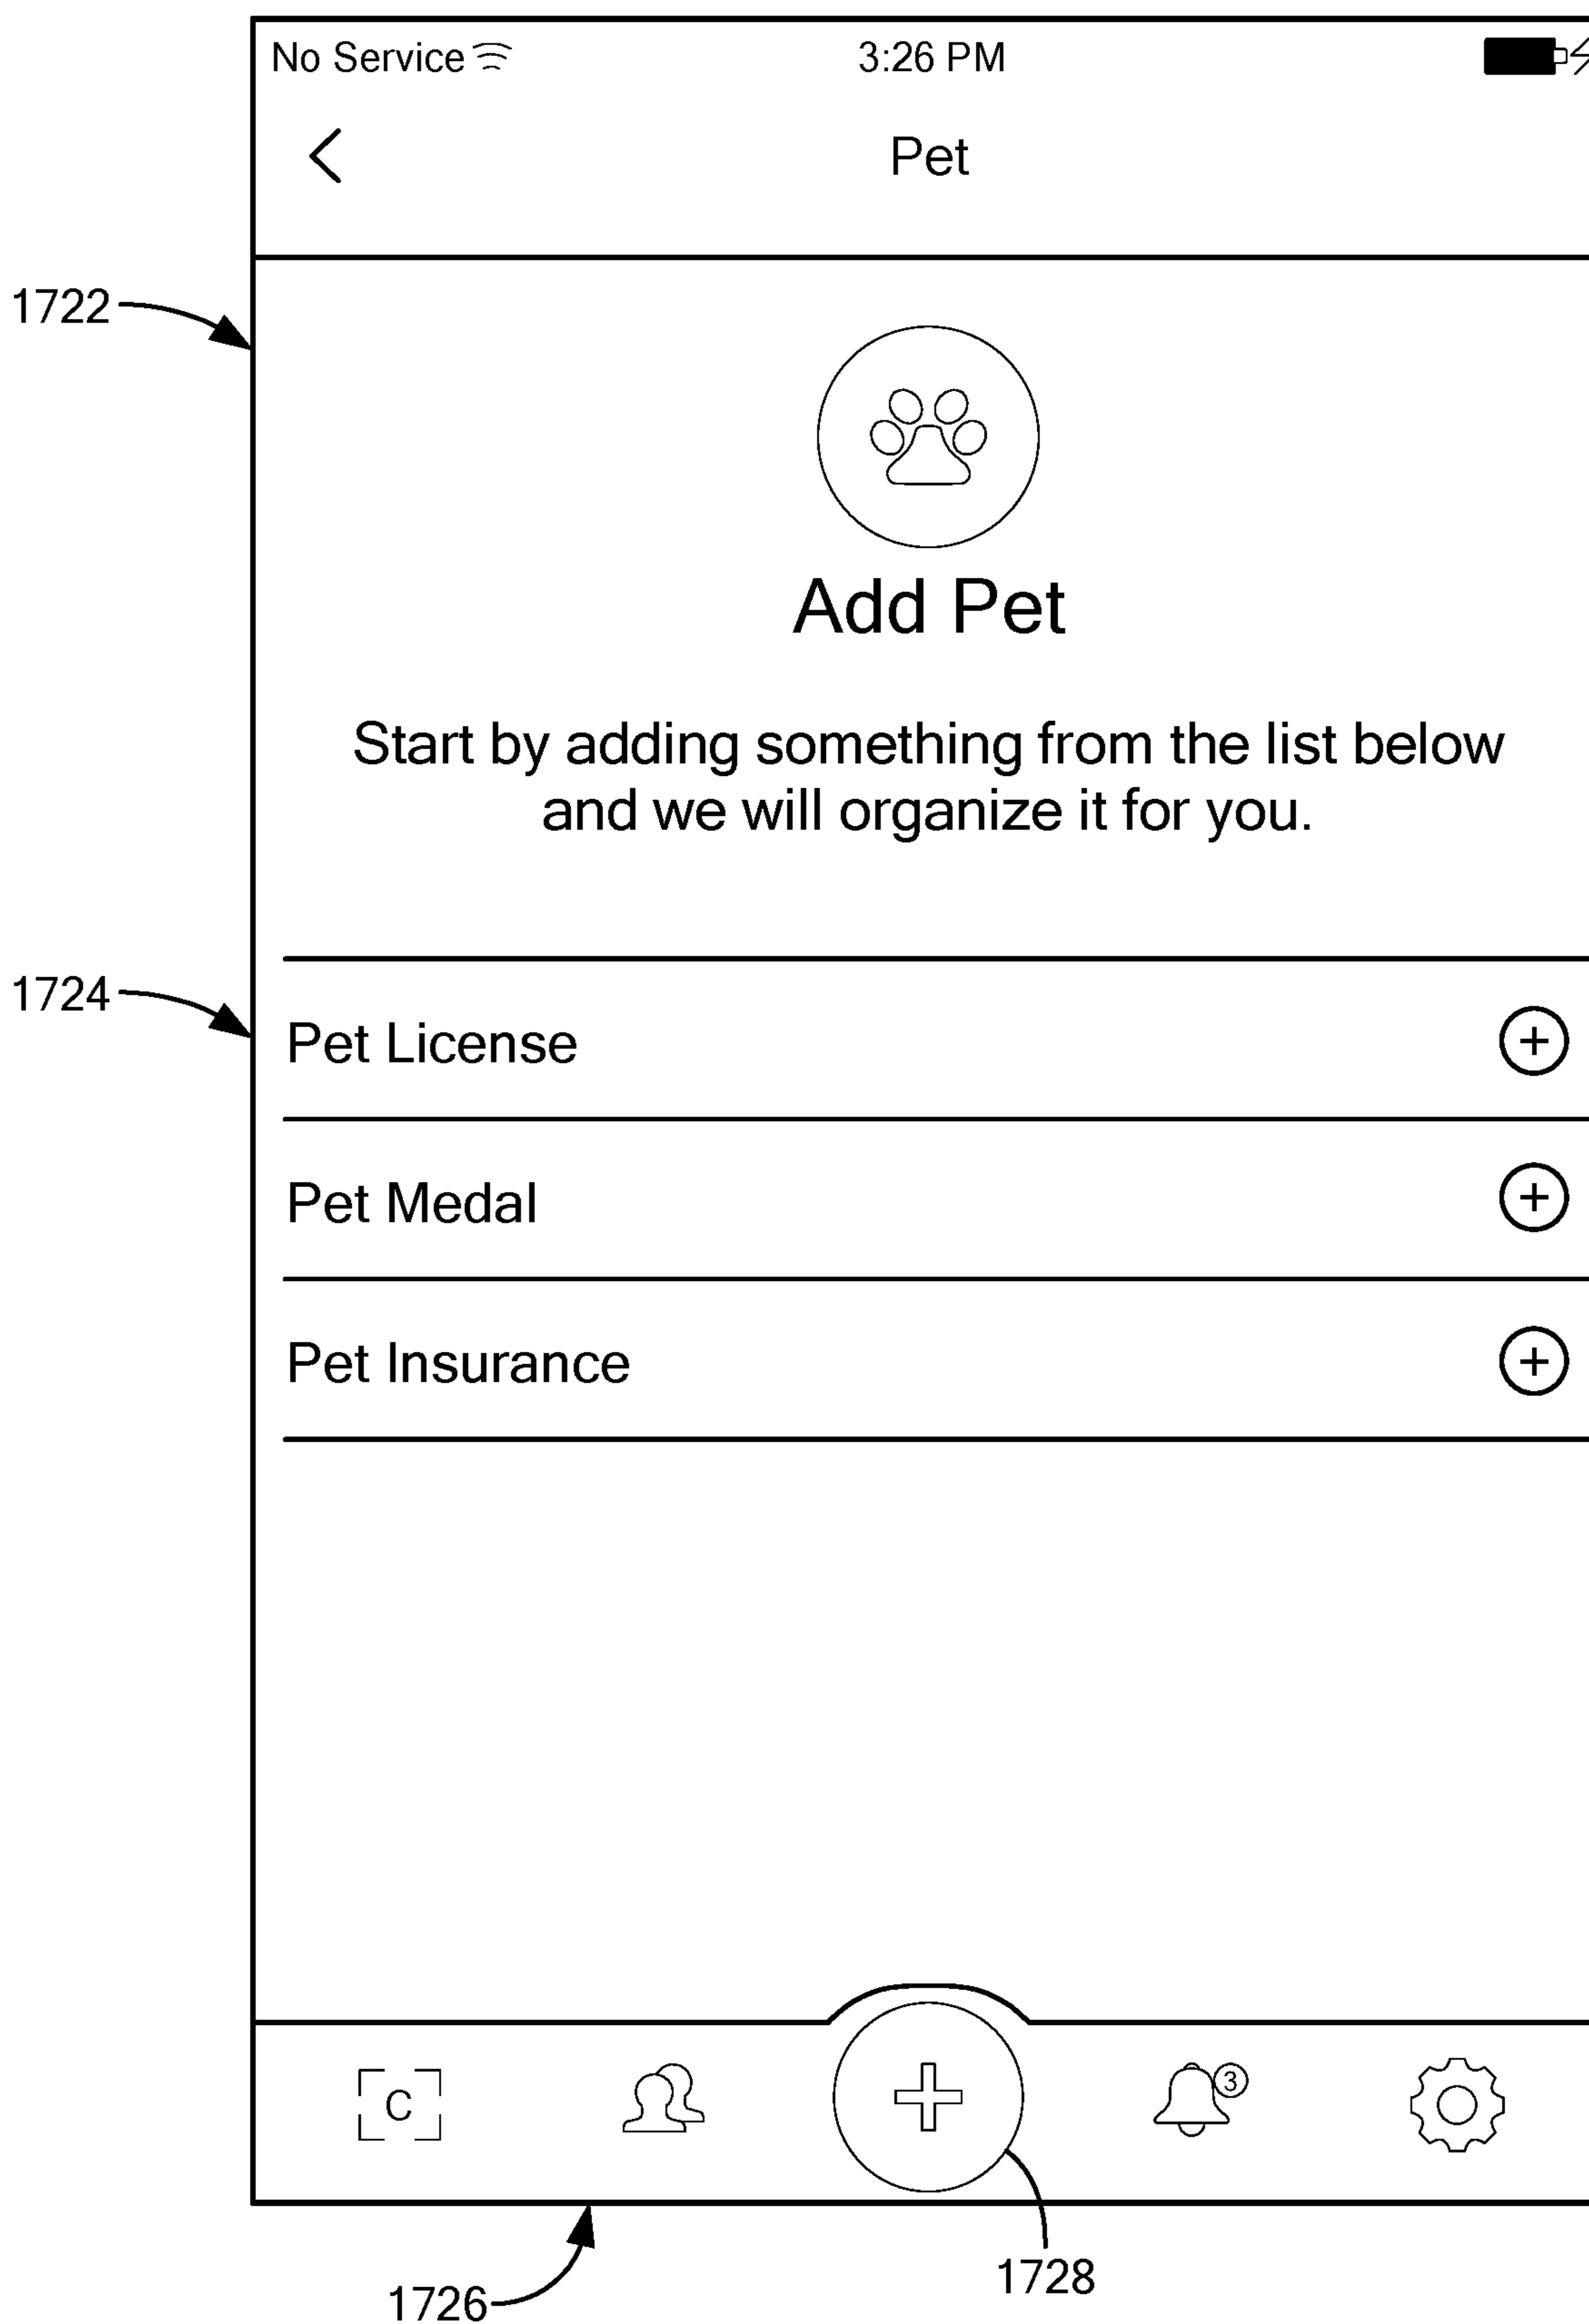 No Service 3:26 PM
Pet
1722
Add Pet
Start by adding something from the list below
and we will organize it for you.
1724
Pet License
Pet Medal
Pet Insurance
C
3
1728
1726